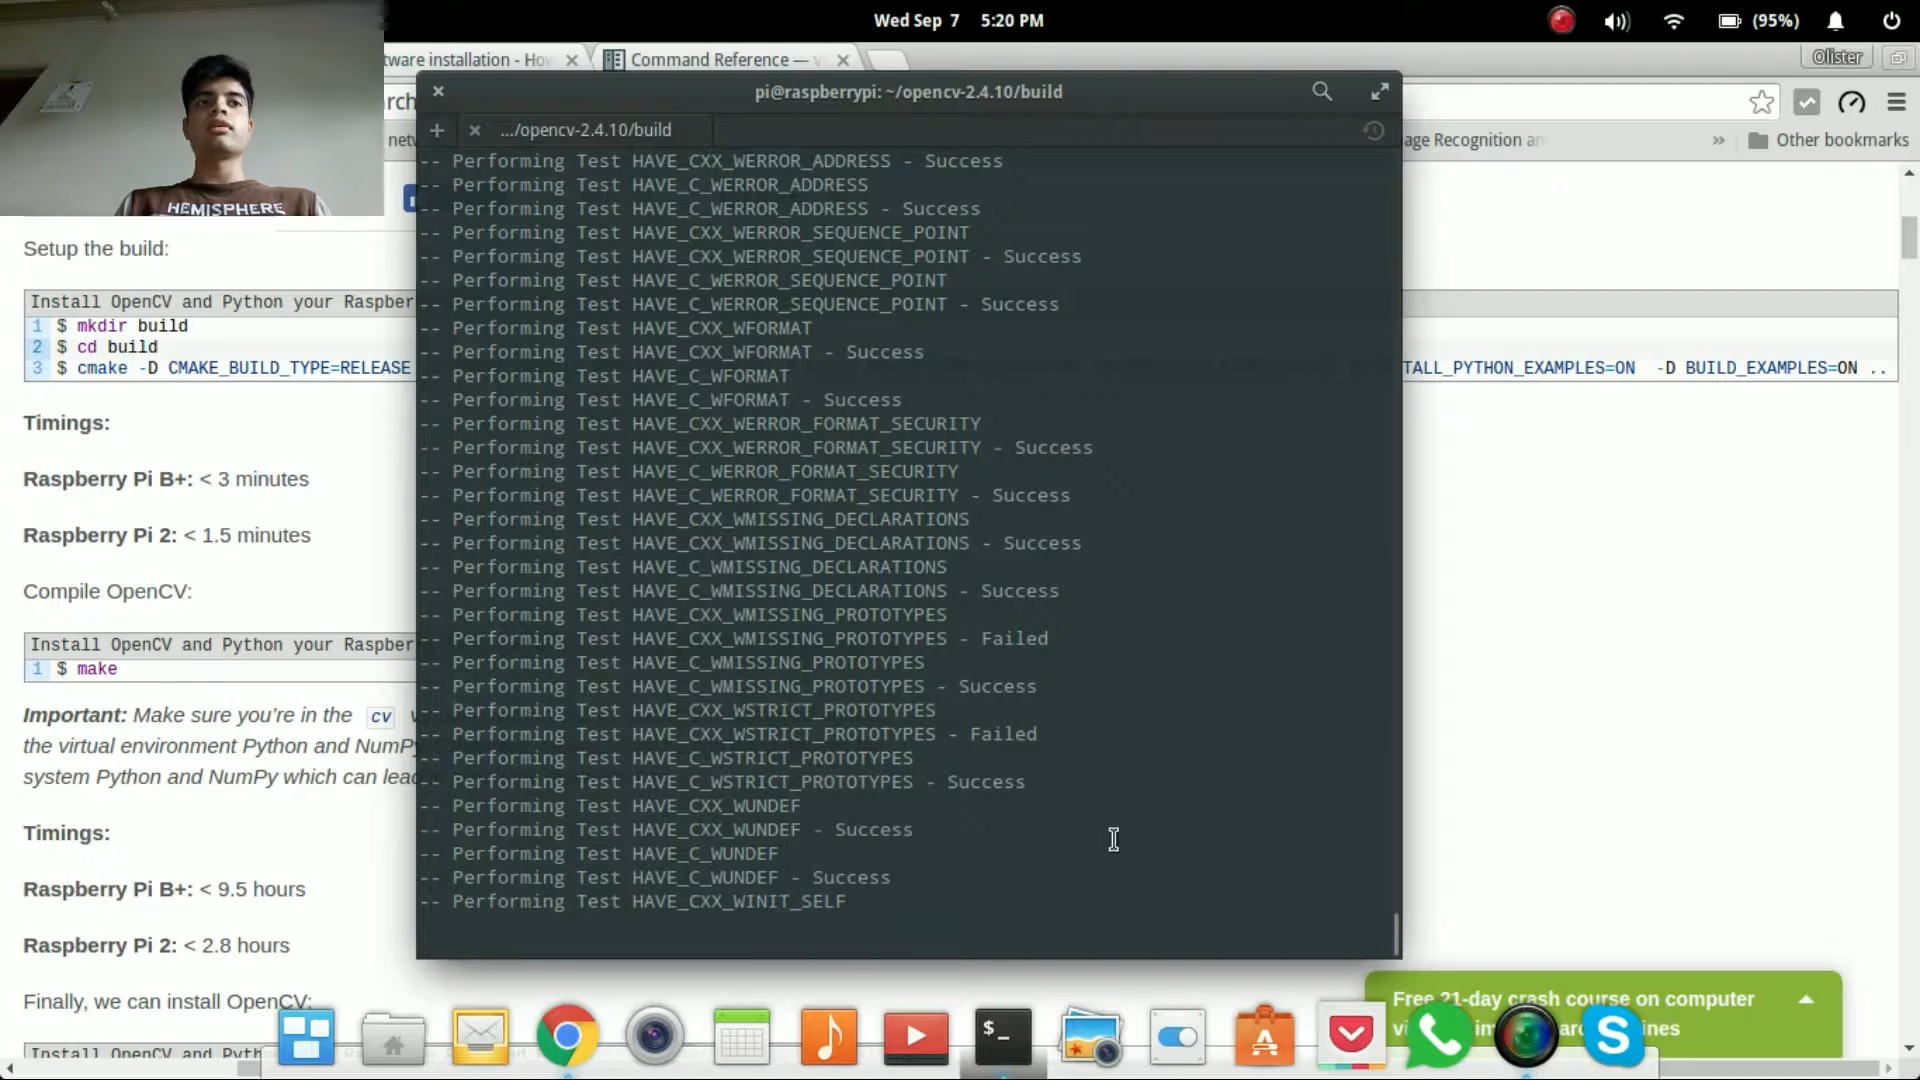 Wed Sep 7 5:20 PM
(95%)
tware installation - Ho
Command Reference —
Olister
arch
netw
age Recognition an
» Other bookmarks
pi@raspberrypi: ~/opencv-2.4.10/build
.../opencv-2.4.10/build
HEMISPHERE
-- Performing Test HAVE_CXX_WERROR_ADDRESS - Success
-- Performing Test HAVE_C_WERROR_ADDRESS
-- Performing Test HAVE_C_WERROR_ADDRESS - Success
-- Performing Test HAVE_CXX_WERROR_SEQUENCE_POINT
-- Performing Test HAVE_CXX_WERROR_SEQUENCE_POINT - Success
-- Performing Test HAVE_C_WERROR_SEQUENCE_POINT
-- Performing Test HAVE_C_WERROR_SEQUENCE_POINT - Success
-- Performing Test HAVE_CXX_WFORMAT
-- Performing Test HAVE_CXX_WFORMAT - Success
-- Performing Test HAVE_C_WFORMAT
-- Performing Test HAVE_C_WFORMAT - Success
-- Performing Test HAVE_CXX_WERROR_FORMAT_SECURITY
-- Performing Test HAVE_CXX_WERROR_FORMAT_SECURITY - Success
-- Performing Test HAVE_C_WERROR_FORMAT_SECURITY
-- Performing Test HAVE_C_WERROR_FORMAT_SECURITY - Success
-- Performing Test HAVE_CXX_WMISSING_DECLARATIONS
-- Performing Test HAVE_CXX_WMISSING_DECLARATIONS - Success
-- Performing Test HAVE_C_WMISSING_DECLARATIONS
-- Performing Test HAVE_C_WMISSING_DECLARATIONS - Success
-- Performing Test HAVE_CXX_WMISSING_PROTOTYPES
-- Performing Test HAVE_CXX_WMISSING_PROTOTYPES - Failed
-- Performing Test HAVE_C_WMISSING_PROTOTYPES
-- Performing Test HAVE_C_WMISSING_PROTOTYPES - Success
-- Performing Test HAVE_CXX_WSTRICT_PROTOTYPES
-- Performing Test HAVE_CXX_WSTRICT_PROTOTYPES - Failed
-- Performing Test HAVE_C_WSTRICT_PROTOTYPES
-- Performing Test HAVE_C_WSTRICT_PROTOTYPES - Success
-- Performing Test HAVE_CXX_WUNDEF
-- Performing Test HAVE_CXX_WUNDEF - Success
-- Performing Test HAVE_C_WUNDEF
-- Performing Test HAVE_C_WUNDEF - Success
-- Performing Test HAVE_CXX_WINIT_SELF
Setup the build:
Install OpenCV and Python your Raspber
1 $ mkdir build
2 $ cd build
3 $ cmake -D CMAKE_BUILD_TYPE=RELEASE
TALL_PYTHON_EXAMPLES=ON -D BUILD_EXAMPLES=ON ..
Timings:
Raspberry Pi B+: < 3 minutes
Raspberry Pi 2: < 1.5 minutes
Compile OpenCV:
Install OpenCV and Python your Raspber
1 $ make
Important: Make sure you're in the cv v
the virtual environment Python and NumPy
system Python and NumPy which can lead
Timings:
Raspberry Pi B+: < 9.5 hours
Raspberry Pi 2: < 2.8 hours
Finally, we can install OpenCV:
Install OpenCV and Pyth
Free 21-day crash course on computer
$_